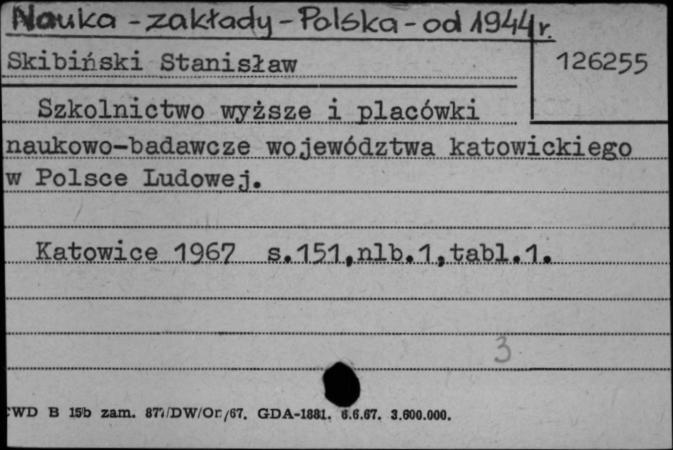 Nauka - zakłady - Polska - od 1944 r.
Skibiński Stanisław
126255
Szkolnictwo wyższe i placówki
naukowo-badawcze województwa katowickiego
w Polsce Ludowej.
Katowice 1967 s.151,nlb.1,tabl.1.
3
WD B 15b zam. 877/DW/Or/67. GDA-1881. 6.6.67. 3.600.000.